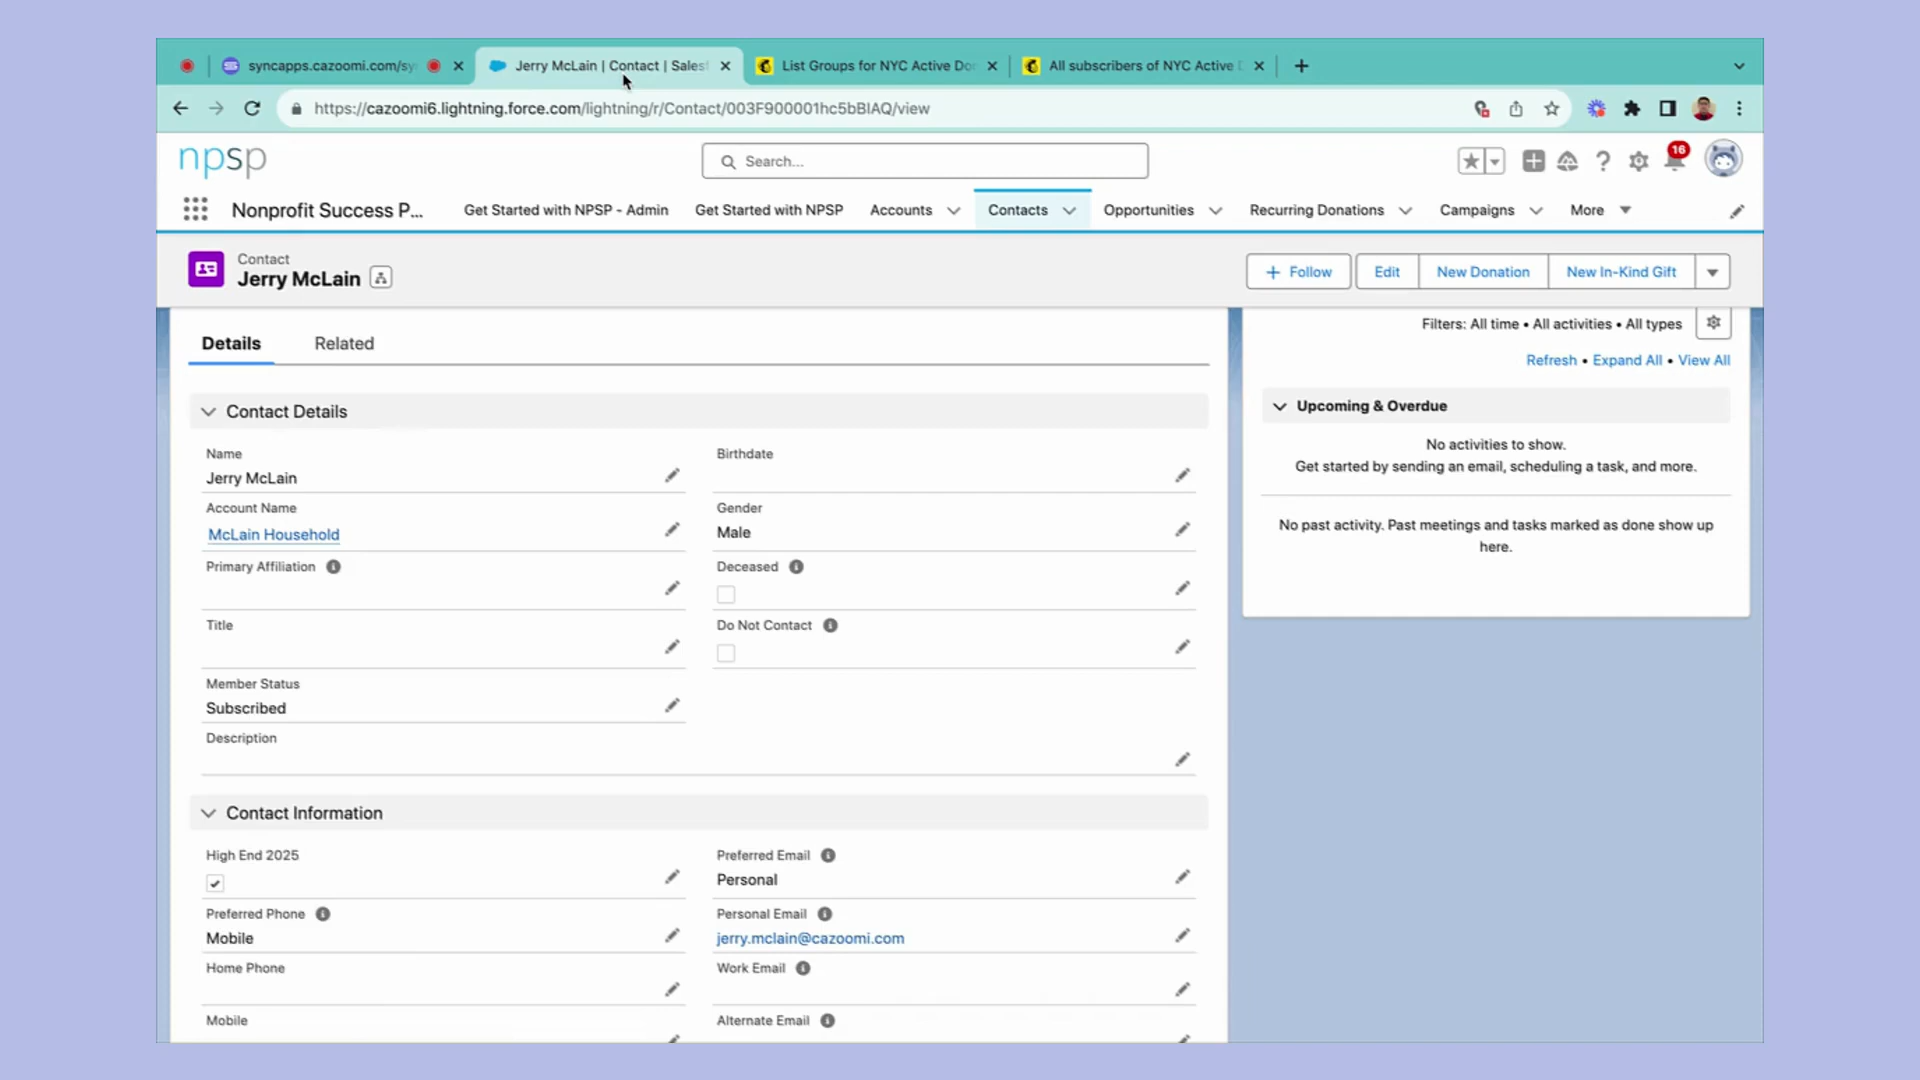 syncapps.cazoomi.com/sy
Jerry McLain | Contact | Sales
List Groups for NYC Active Do
All subscribers of NYC Active D
https://cazoomi6.lightning.force.com/lightning/r/Contact/003F900001hc5bBIAQ/view
npsp
Search...
16
Nonprofit Success P...
Get Started with NPSP - Admin
Get Started with NPSP
Accounts
Contacts
Opportunities
Recurring Donations
Campaigns
More
Contact
Jerry McLain
Follow
Edit
New Donation
New In-Kind Gift
Details
Related
Filters: All time • All activities • All types
Refresh • Expand All • View All
Contact Details
Upcoming & Overdue
No activities to show.
Get started by sending an email, scheduling a task, and more.
No past activity. Past meetings and tasks marked as done show up
here.
Name
Jerry McLain
Birthdate
Account Name
McLain Household
Gender
Male
Primary Affiliation
Deceased
Title
Do Not Contact
Member Status
Subscribed
Description
Contact Information
High End 2025
Preferred Email
Personal
Preferred Phone
Mobile
Personal Email
jerry.mclain@cazoomi.com
Home Phone
Work Email
Mobile
Alternate Email